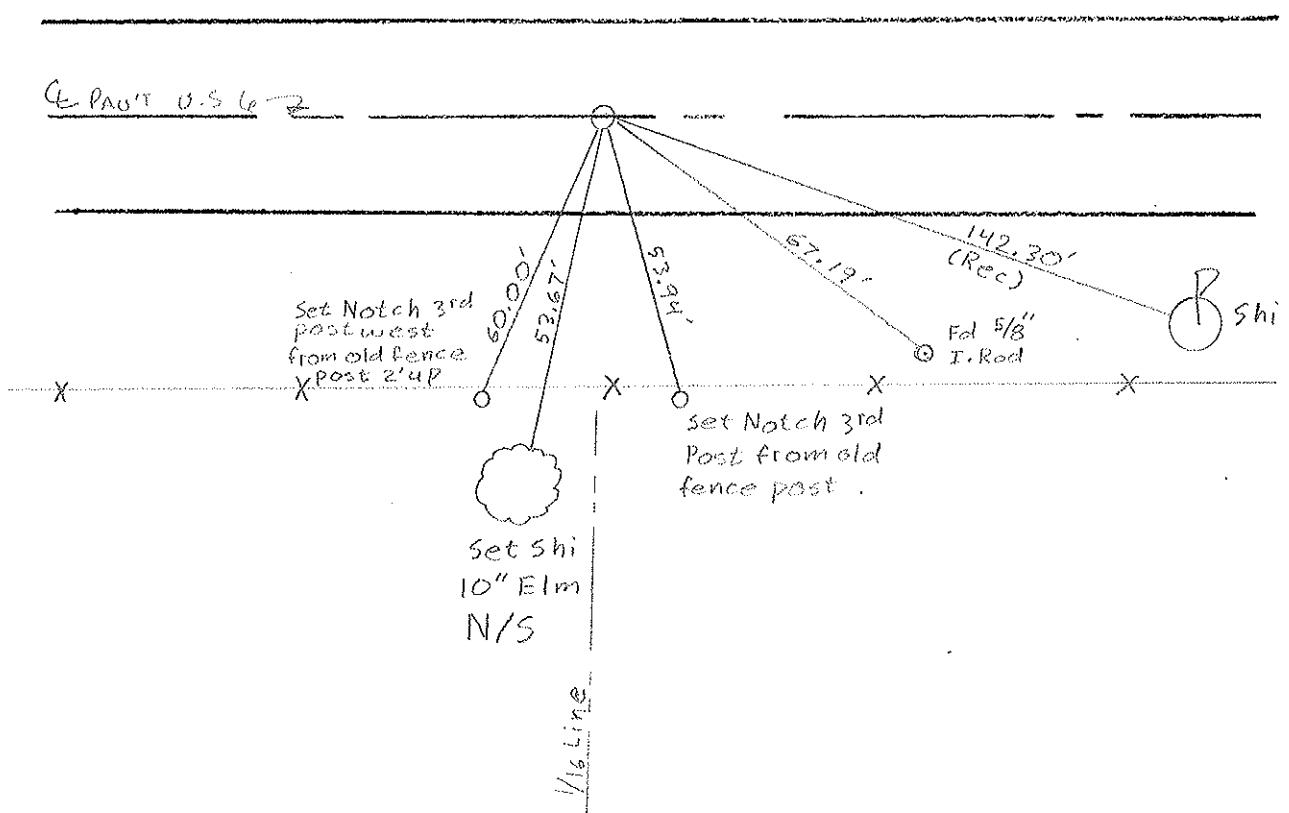 ℄ PAV'T U.S 6-2
60.00'
53.67'
53.94'
67.19'
142.30'
(Rec)
P
Shi
Set Notch 3rd
post west
from old fence
post 2'up
Fd 5/8"
I. Rod
X X X X X
Set Notch 3rd
Post from old
fence post .
Set Shi
10" Elm
N/S
1/16 Line